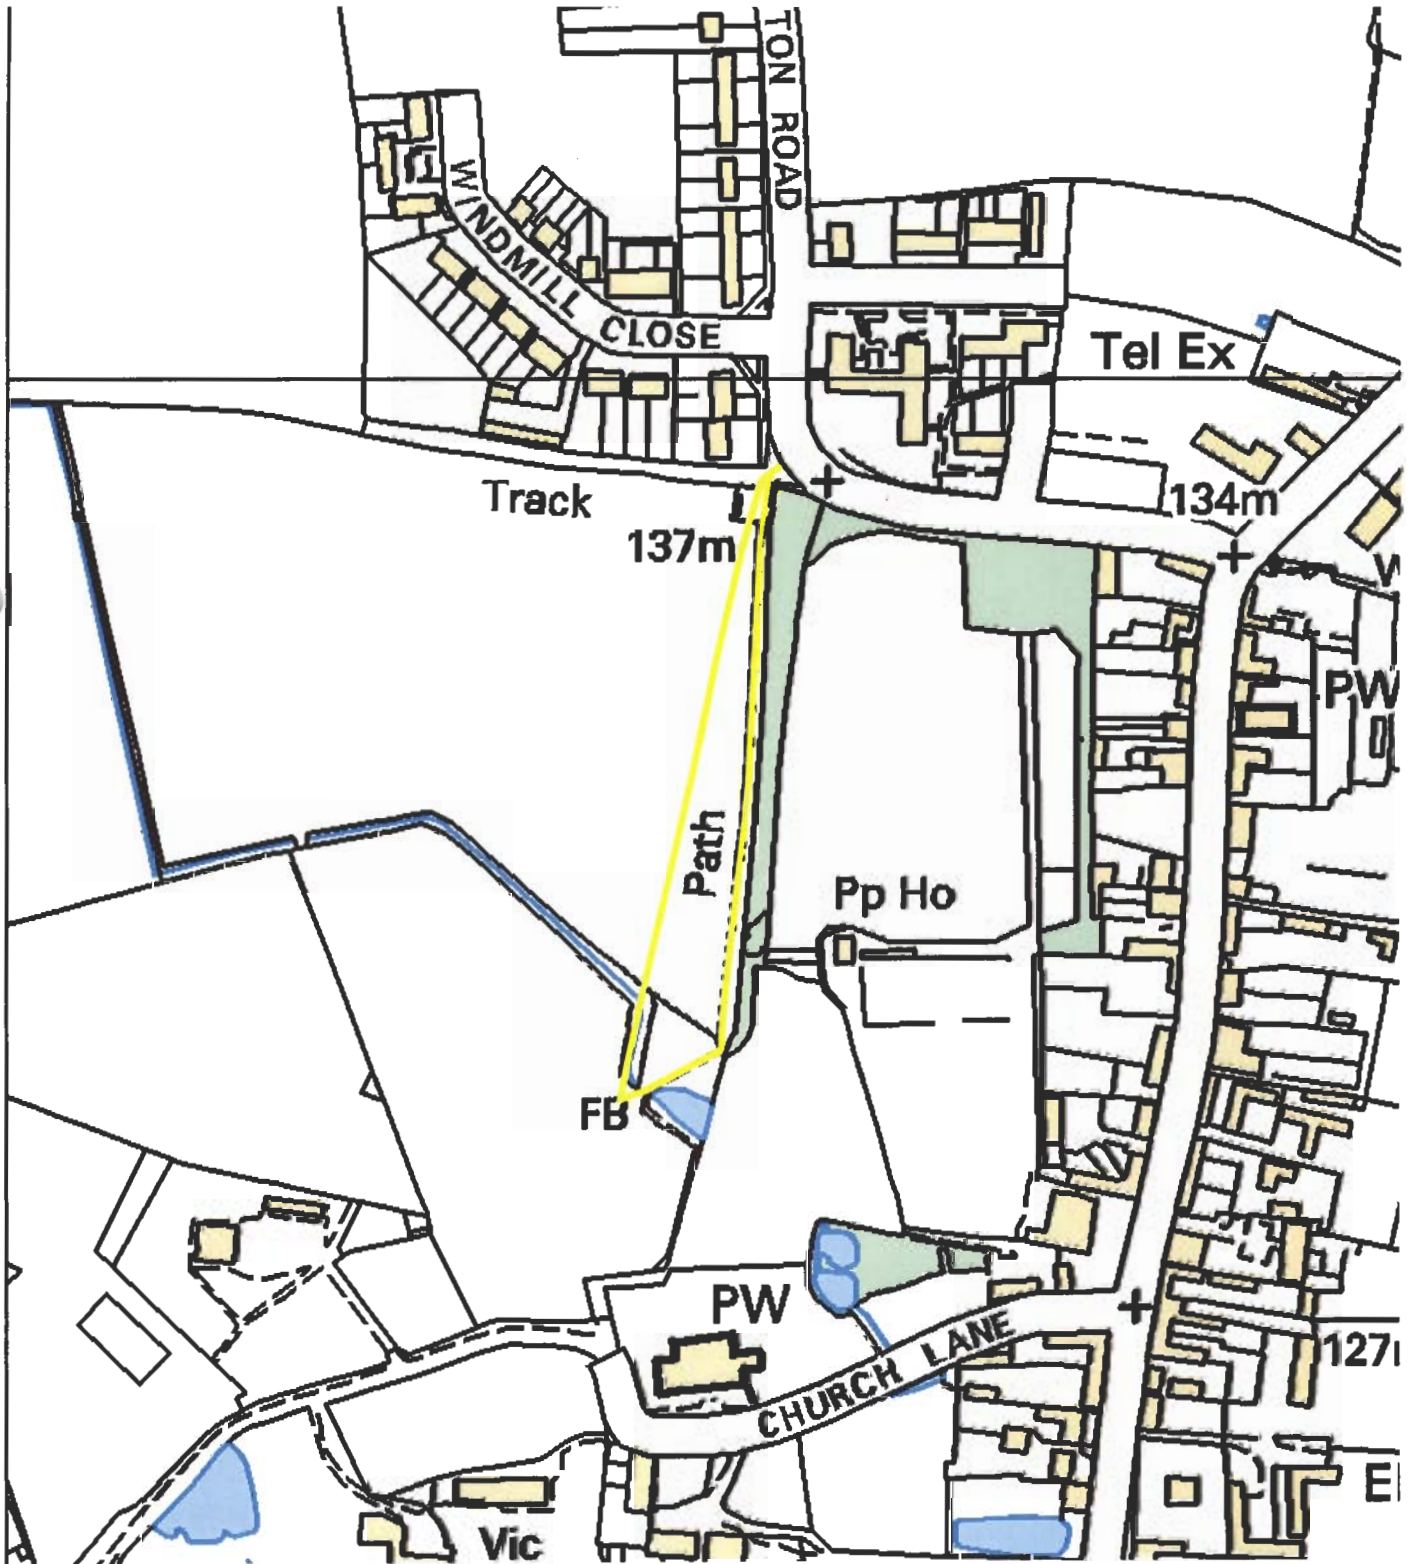 TON ROAD
WINDMILL CLOSE
Tel Ex
Track
134m
137m
W
PW
Path
Pp Ho
FB
PW
CHURCH LANE
127
Vic